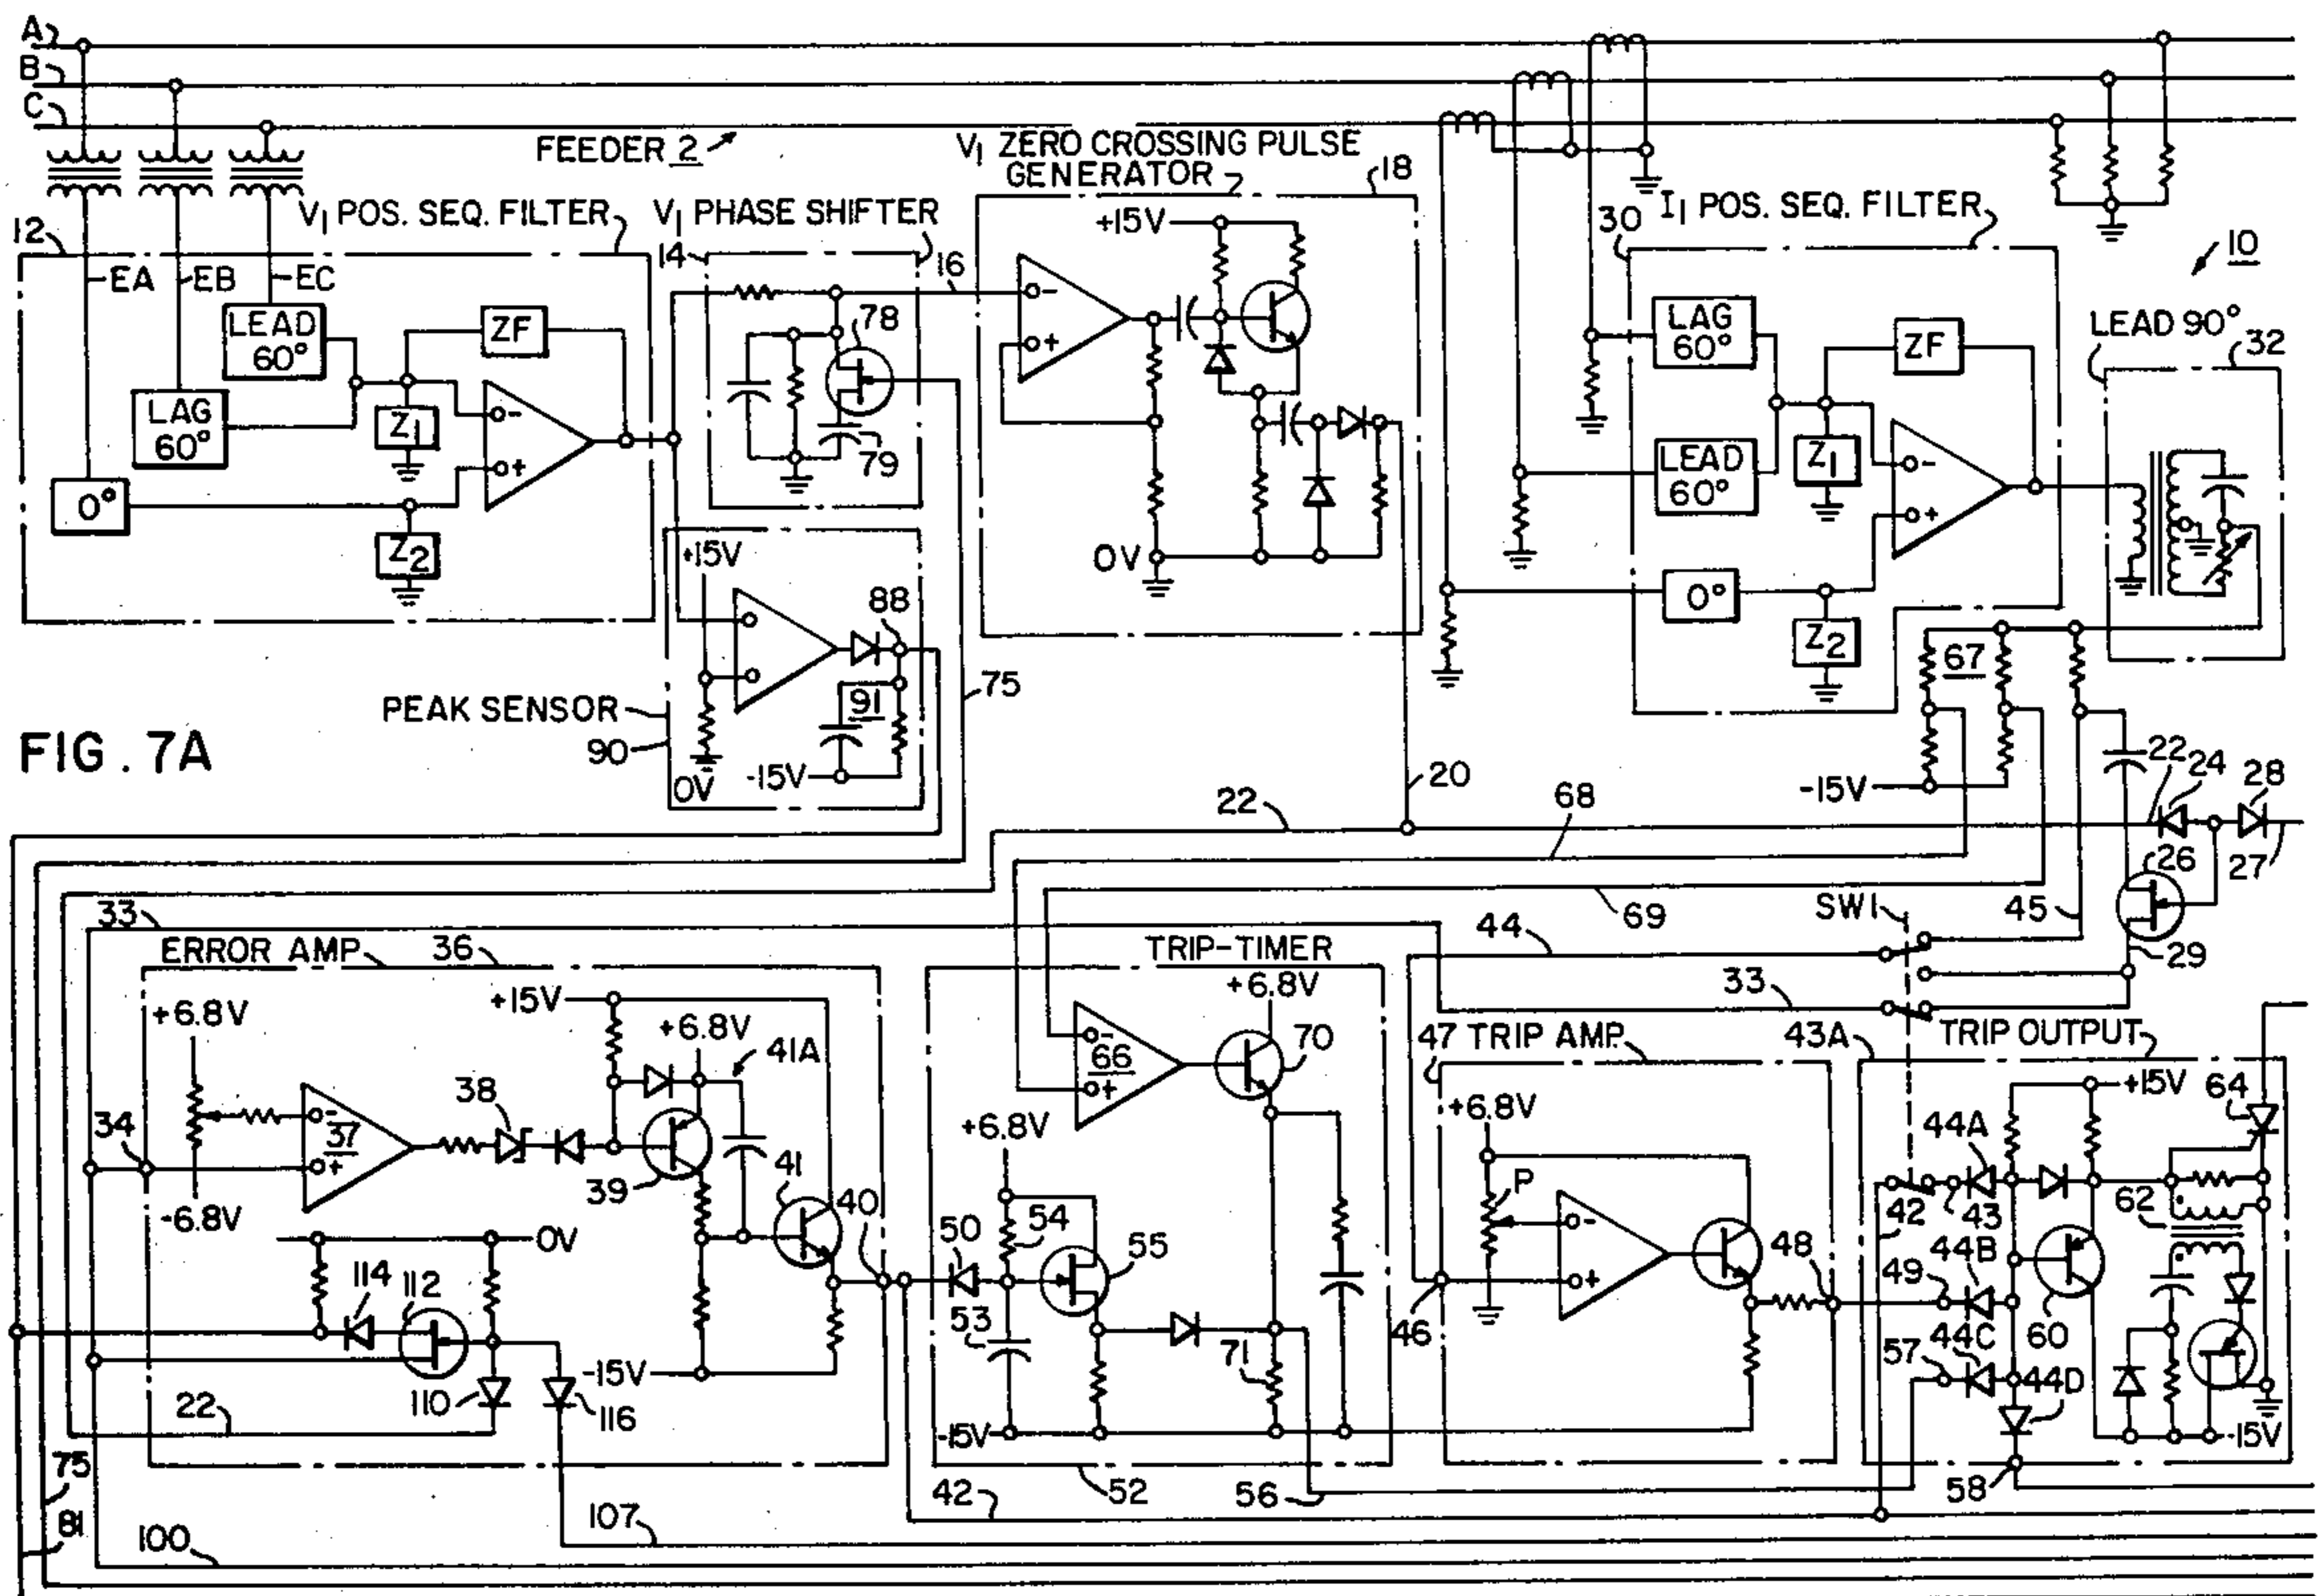 A
B
C
FEEDER 2
V1 ZERO CROSSING PULSE
GENERATOR
18
V1 POS. SEQ. FILTER
V1 PHASE SHIFTER
12
14
16
+15V
30
I1 POS. SEQ. FILTER
10
EA
EB
EC
LEAD
60°
ZF
LAG
60°
Z1
0°
Z2
-
+
78
79
-
+
0V
LAG
60°
LEAD
60°
ZF
Z1
0°
Z2
-
+
LEAD 90°
32
+15V
88
91
PEAK SENSOR
90
0V
-15V
75
67
-15V
FIG. 7A
20
22
68
22
24
28
26
27
69
SW1
45
29
33
44
33
ERROR AMP
36
TRIP-TIMER
+6.8V
+15V
+6.8V
41A
34
37
-
+
38
39
41
40
-6.8V
0V
114
112
110
116
22
-15V
+6.8V
66
-
+
70
+6.8V
54
50
55
53
71
-15V
52
47
TRIP AMP
+6.8V
P
-
+
46
48
43A
TRIP OUTPUT
+15V
64
44A
42
43
62
44B
49
44C
60
57
44D
-15V
58
42
56
75
81
100
107